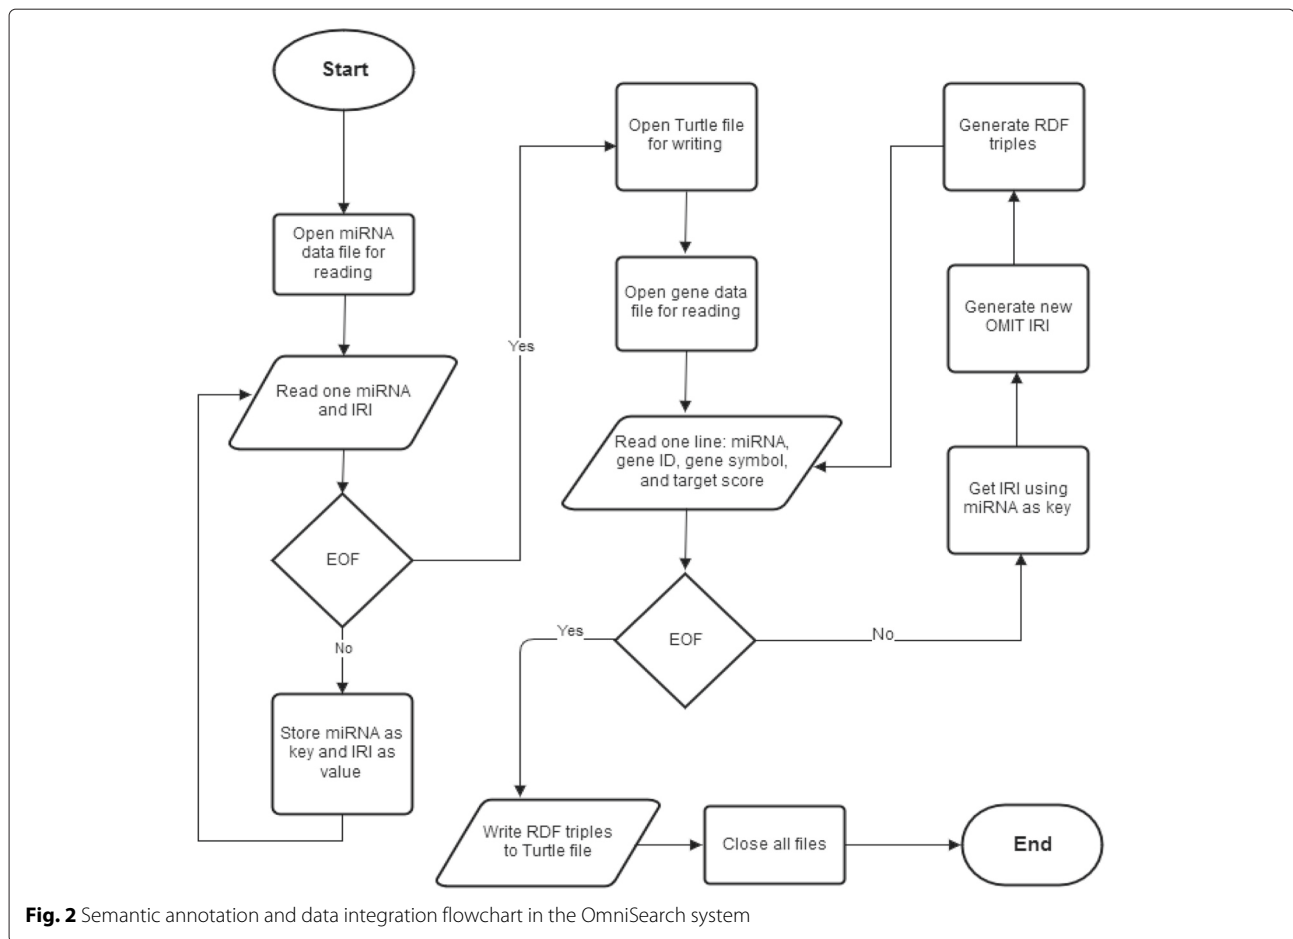 Start
Open miRNA
data file for
reading
Read one miRNA
and IRI
EOF
No
Store miRNA as
key and IRI as
value
Yes
Open Turtle file
for writing
Open gene data
file for reading
Read one line: miRNA,
gene ID, gene symbol,
and target score
EOF
No
Get IRI using
miRNA as key
Generate new
OMIT IRI
Generate RDF
triples
Yes
Write RDF triples
to Turtle file
Close all files
End
Fig. 2 Semantic annotation and data integration flowchart in the OmniSearch system